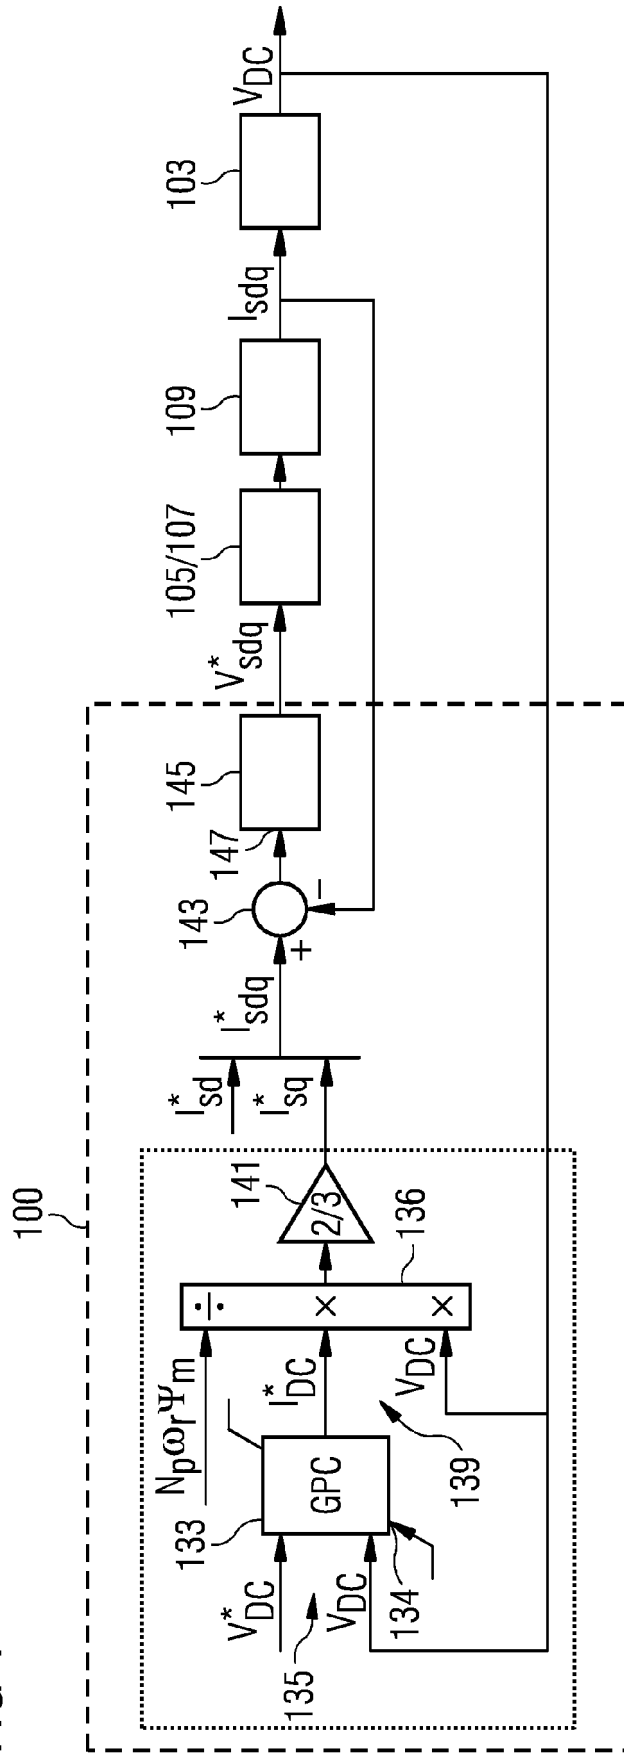 100
V*DC
135
VDC
134
133
GPC
NpωrΨm
I*DC
VDC
139
÷
×
×
136
141
2/3
I*sd
I*sq
I*sdq
+
−
143
147
145
V*sdq
105/107
109
Isdq
103
VDC